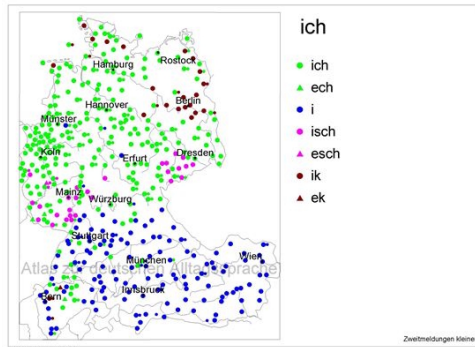 ich
ich
ech
i
isch
esch
ik
ek
Hamburg
Rostock
Hannover
Berlin
Münster
Köln
Erfurt
Dresden
Mainz
Würzburg
Stuttgart
München
Wien
Atlas zur deutschen Alltagssprache
Innsbruck
Bern
Zweitmeldungen kleiner